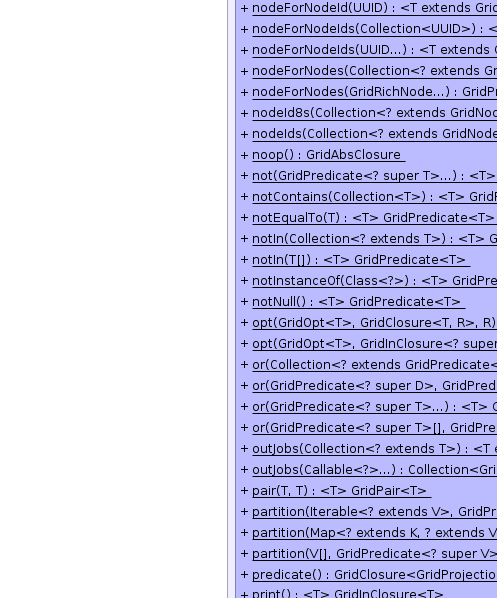 + nodeForNodeId(UUID) : <T extends Grid
+ nodeForNodeIds(Collection<UUID>) : <
+ nodeForNodeIds(UUID...) : <T extends G
+ nodeForNodes(Collection<? extends Gr
+ nodeForNodes(GridRichNode...) : GridPr
+ nodeId8s(Collection<? extends GridNod
+ nodeIds(Collection<? extends GridNode
+ noop() : GridAbsClosure
+ not(GridPredicate<? super T>...) : <T>
+ notContains(Collection<T>) : <T> GridP
+ notEqualTo(T) : <T> GridPredicate<T>
+ notIn(Collection<? extends T>) : <T> G
+ notIn(T[]) : <T> GridPredicate<T>
+ notInstanceOf(Class<?>) : <T> GridPre
+ notNull() : <T> GridPredicate<T>
+ opt(GridOpt<T>, GridClosure<T, R>, R)
+ opt(GridOpt<T>, GridInClosure<? super
+ or(Collection<? extends GridPredicate<
+ or(GridPredicate<? super D>, GridPred
+ or(GridPredicate<? super T>...) : <T> G
+ or(GridPredicate<? super T>[], GridPre
+ outJobs(Collection<? extends T>) : <T e
+ outJobs(Callable<?>...) : Collection<Gri
+ pair(T, T) : <T> GridPair<T>
+ partition(Iterable<? extends V>, GridPr
+ partition(Map<? extends K, ? extends V
+ partition(V[], GridPredicate<? super V>
+ predicate() : GridClosure<GridProjectio
+ print() : <T> GridInClosure<T>